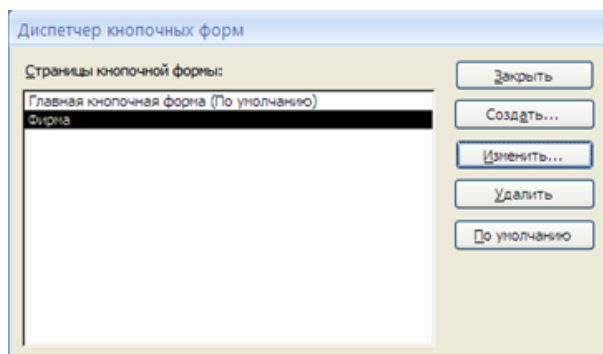 Диспетчер кнопочных форм
Страницы кнопочной формы:
Главная кнопочная форма (По умолчанию)
Фирма
Закрыть
Создать...
Изменить...
Удалить
По умолчанию